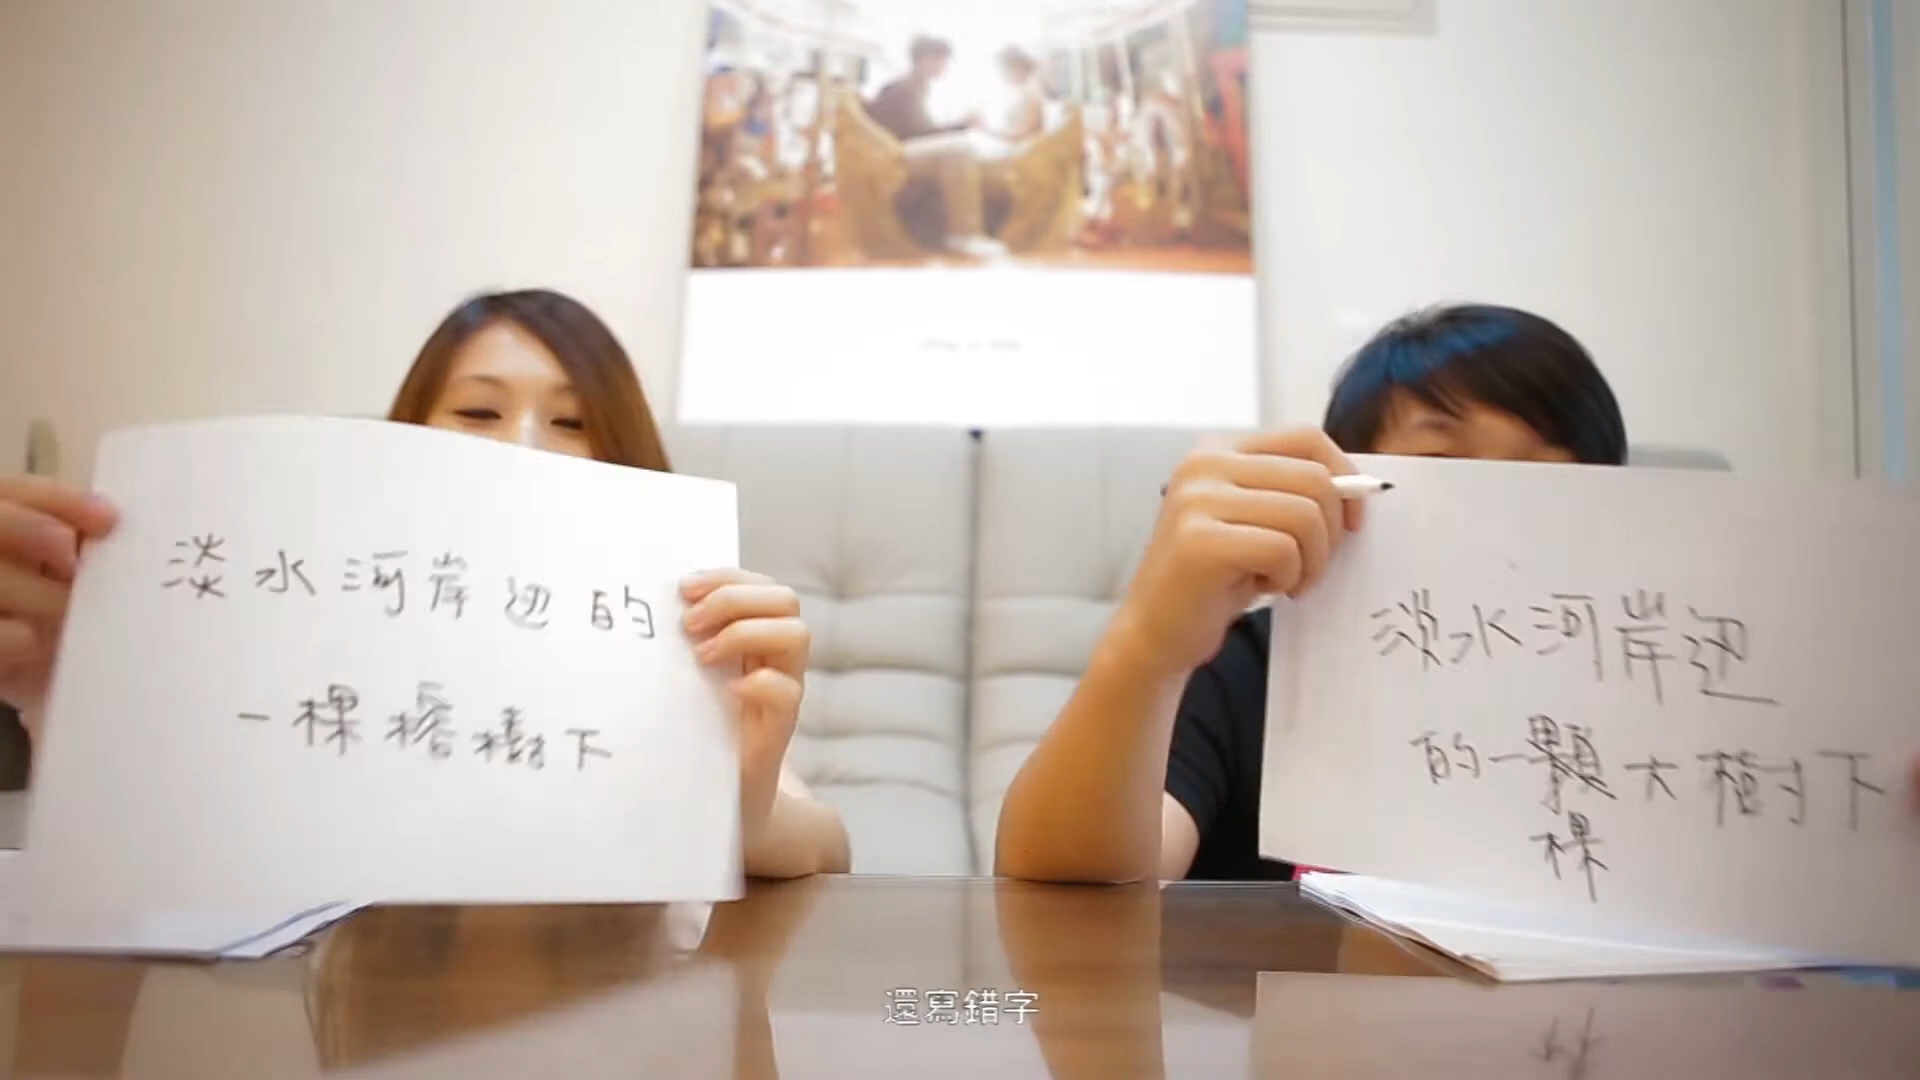 淡水河岸边的
一棵榕樹下
淡水河岸边
的一顆大樹下
棵
還寫錯字